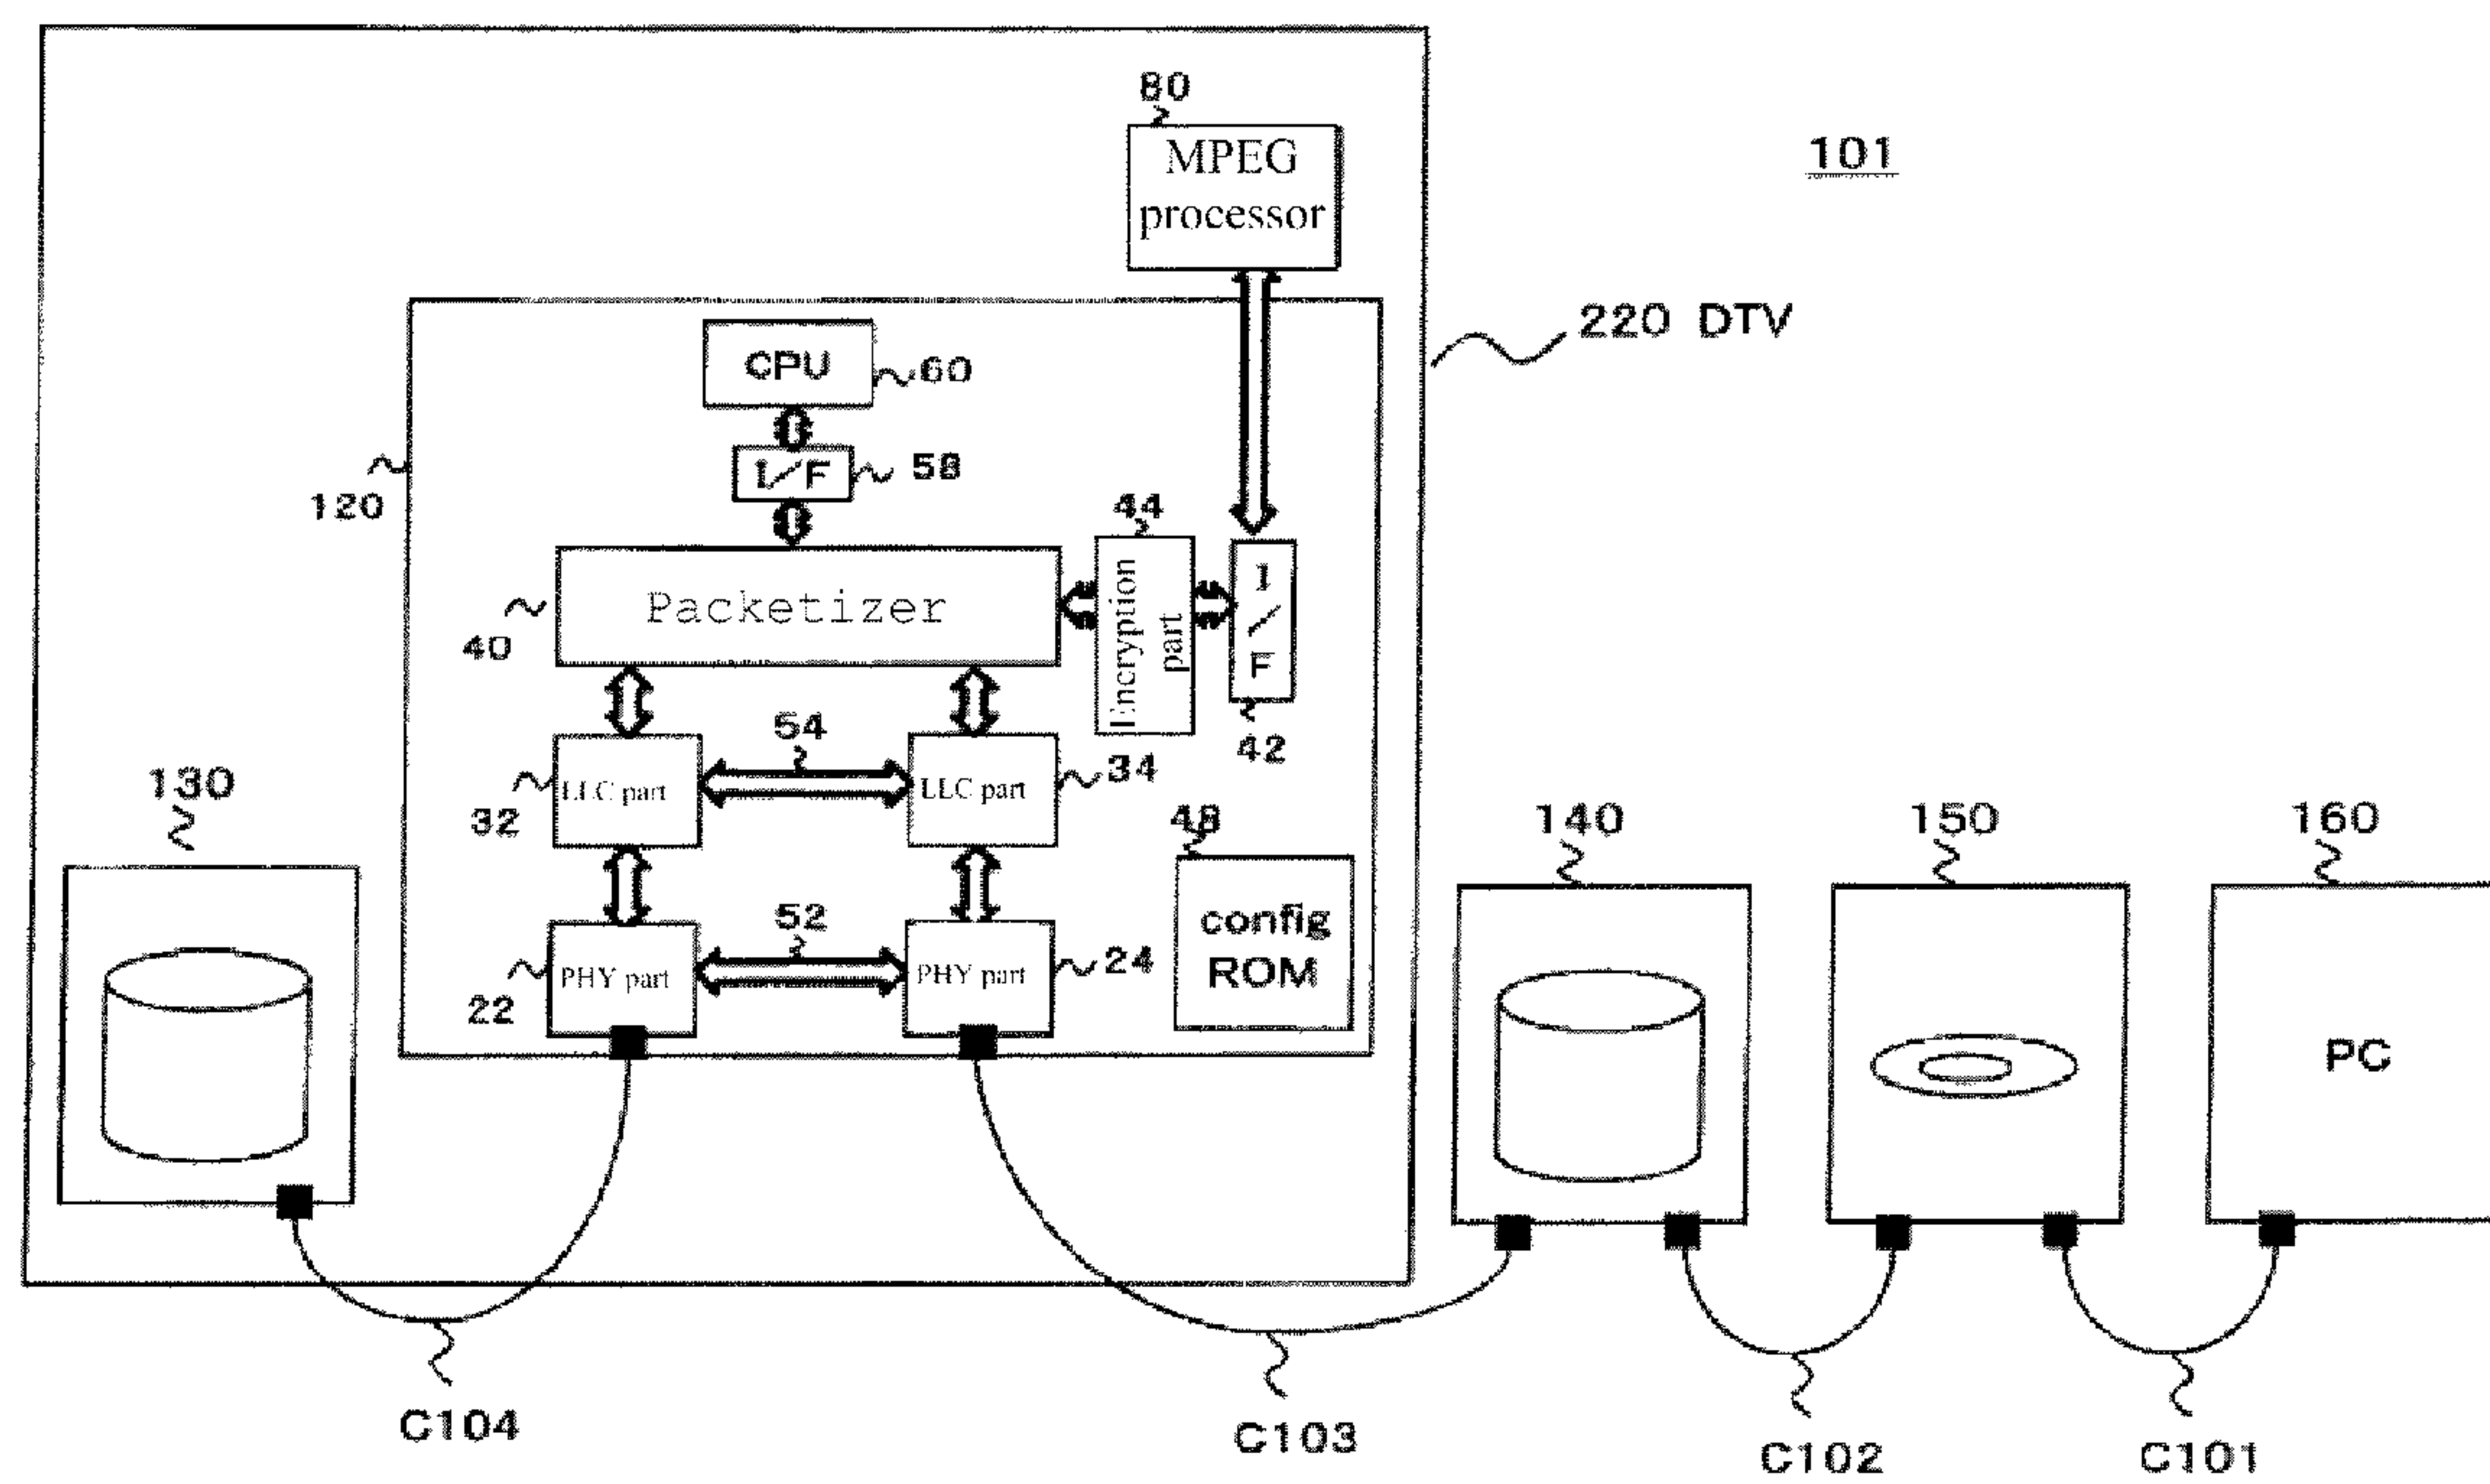 80
MPEG
processor
101
220 DTV
CPU
60
I/F
58
120
44
Packetizer
40
Encryption
part
I/F
42
54
LLC part
32
LLC part
34
130
48
config
ROM
52
PHY part
22
PHY part
24
140
150
160
PC
C104
C103
C102
C101